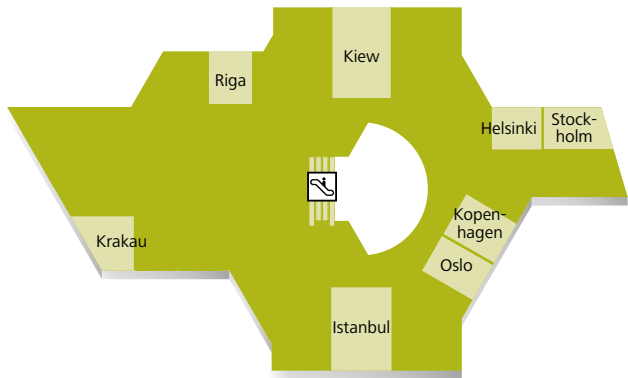 Kiew
Riga
Helsinki
Stock-
holm
Kopen-
hagen
Krakau
Oslo
Istanbul